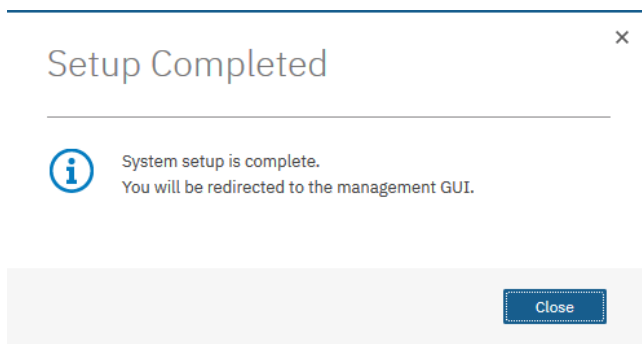 Setup Completed
System setup is complete.
You will be redirected to the management GUI.
Close